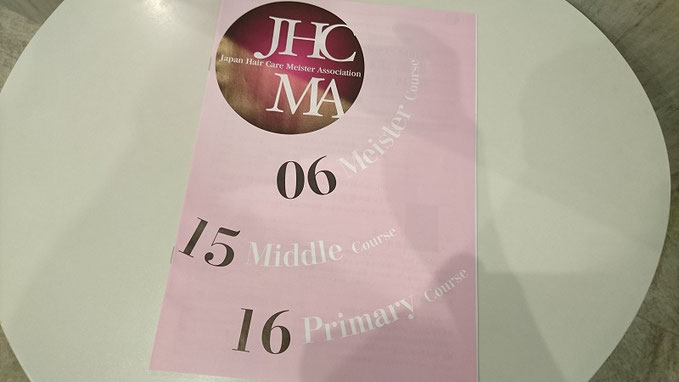 JHC
Japan Hair Care Meister Association
MA
06 Meister Course
15 Middle Course
16 Primary Course